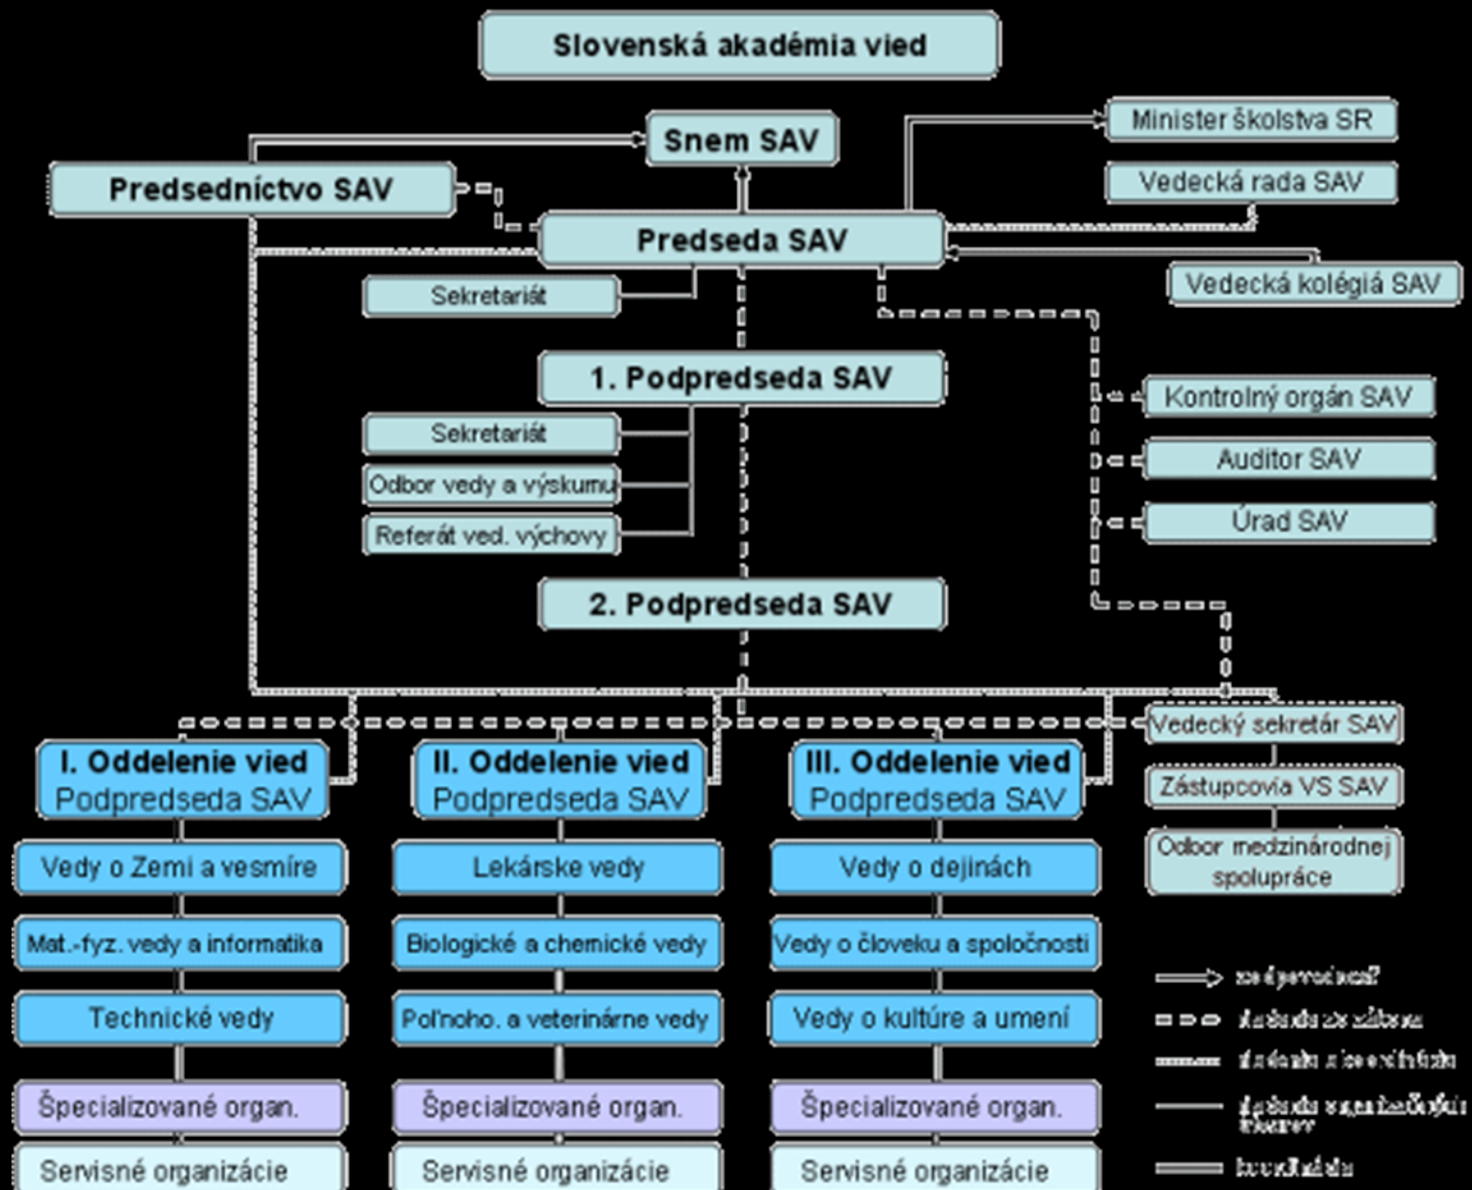 Slovenská akadémia vied
Snem SAV
Minister školstva SR
Predsedníctvo SAV
Vedecká rada SAV
Predseda SAV
Sekretariát
Vedecká kolégiá SAV
1. Podpredseda SAV
Kontrolný orgán SAV
Sekretariát
Auditor SAV
Odbor vedy a výskumu
Referát ved. výchovy
Úrad SAV
2. Podpredseda SAV
Vedecký sekretár SAV
Zástupcovia VS SAV
Odbor medzinárodnej
spolupráce
I. Oddelenie vied
Podpredseda SAV
Vedy o Zemi a vesmíre
Mat.-fyz. vedy a informatika
Technické vedy
Špecializované organ.
Servisné organizácie
II. Oddelenie vied
Podpredseda SAV
Lekárske vedy
Biologické a chemické vedy
Poľnoho. a veterinárne vedy
Špecializované organ.
Servisné organizácie
III. Oddelenie vied
Podpredseda SAV
Vedy o dejinách
Vedy o človeku a spoločnosti
Vedy o kultúre a umení
Špecializované organ.
Servisné organizácie